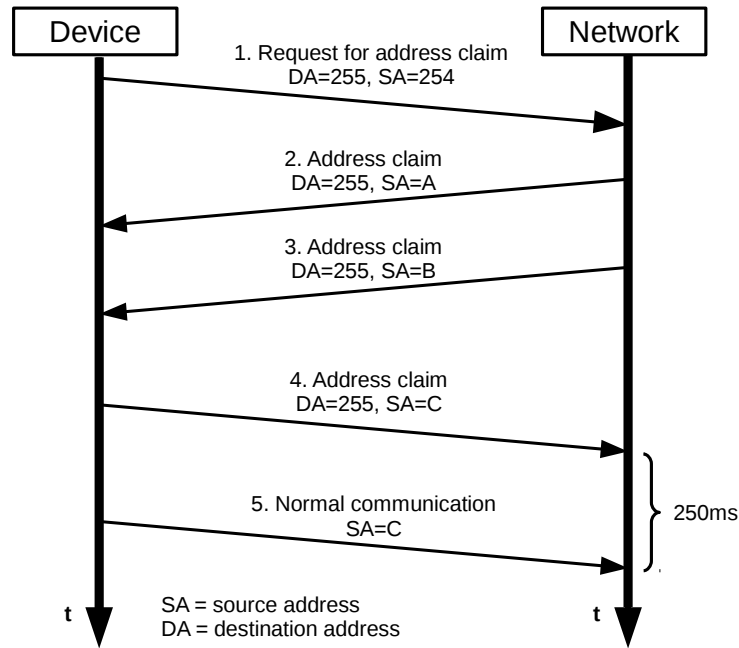 Device
Network
1. Request for address claim
DA=255, SA=254
2. Address claim
DA=255, SA=A
3. Address claim
DA=255, SA=B
4. Address claim
DA=255, SA=C
5. Normal communication
SA=C
250ms
t
t
SA = source address
DA = destination address